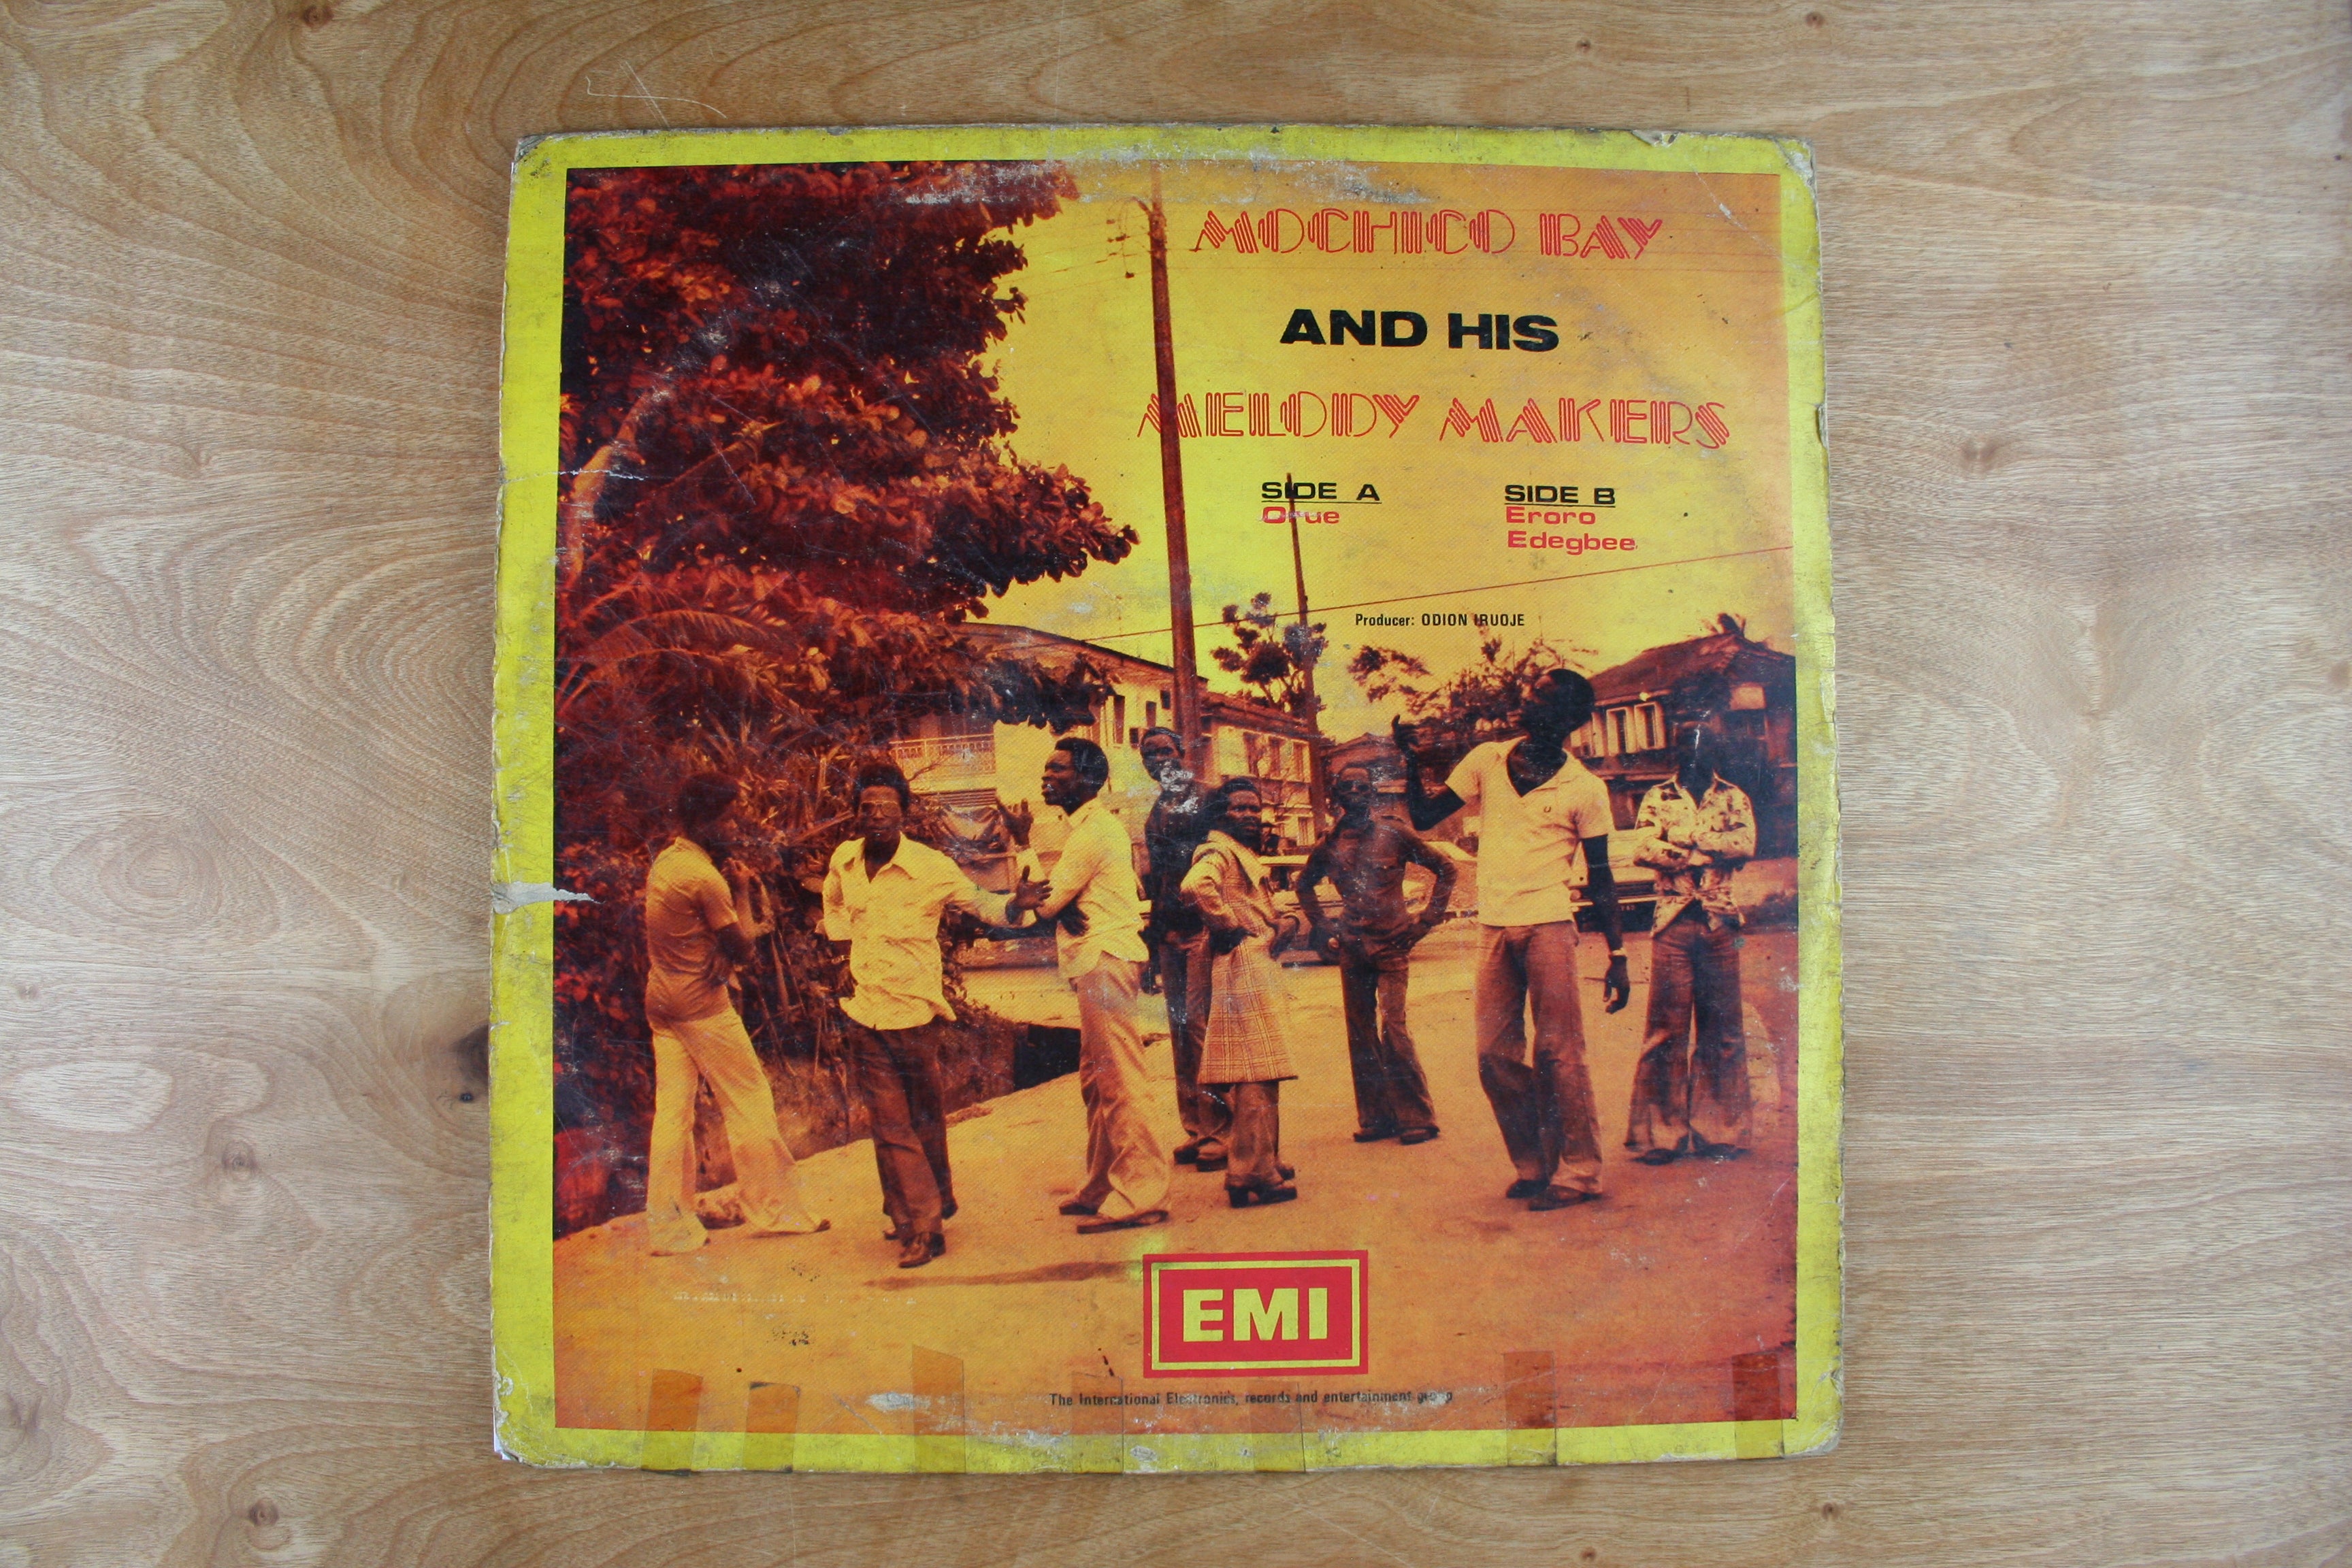 MOCHICO BAY
AND HIS
MELODY MAKERS
SIDE A
Orue
SIDE B
Eroro
Edegbee
Producer: ODION IRUOJE
EMI
The International Electronics, records and entertainment group